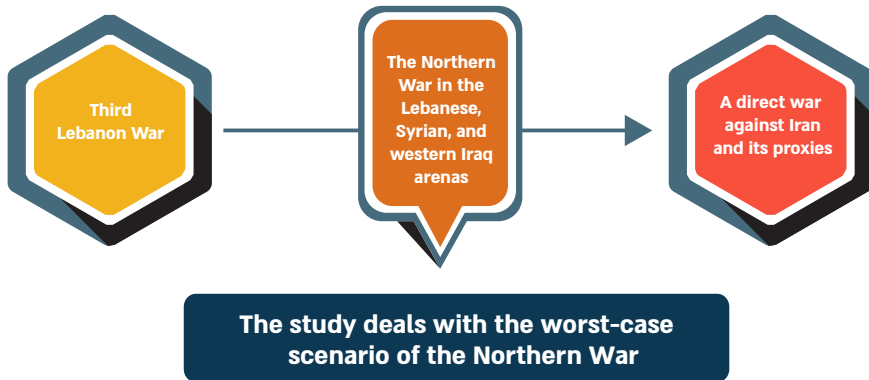 Third
Lebanon War
The Northern
War in the
Lebanese,
Syrian, and
western Iraq
arenas
A direct war
against Iran
and its proxies
The study deals with the worst-case
scenario of the Northern War